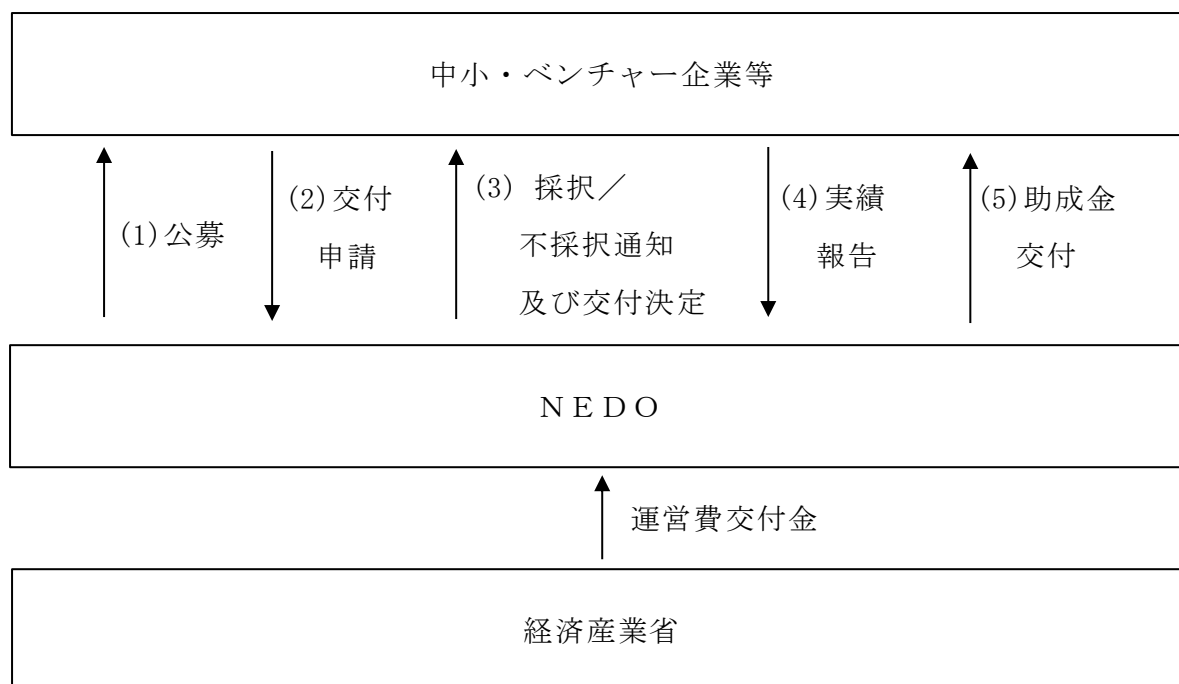 中小・ベンチャー企業等
(1)公募
(2)交付
申請
(3) 採択／
不採択通知
及び交付決定
(4)実績
報告
(5)助成金
交付
ＮＥＤＯ
運営費交付金
経済産業省